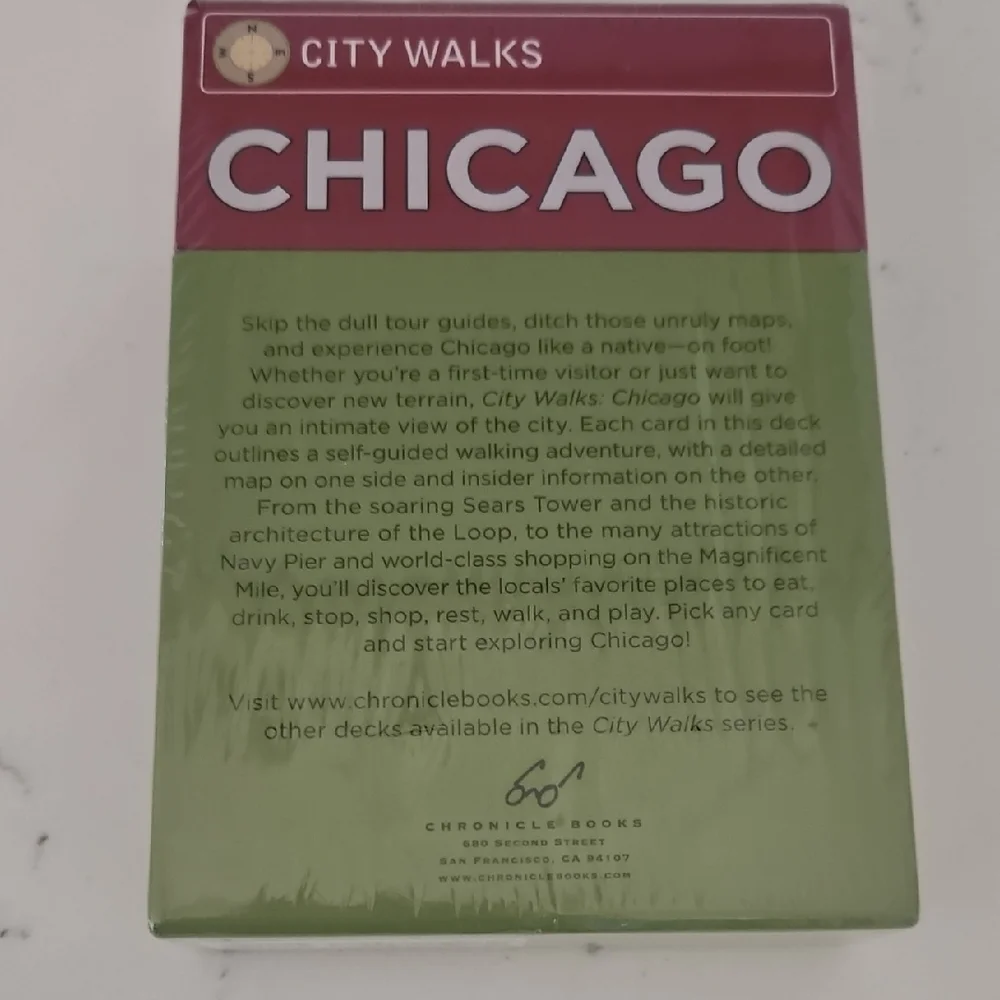 N
E
S
W
CITY WALKS
CHICAGO
Skip the dull tour guides, ditch those unruly maps,
and experience Chicago like a native—on foot!
Whether you're a first-time visitor or just want to
discover new terrain, City Walks: Chicago will give
you an intimate view of the city. Each card in this deck
outlines a self-guided walking adventure, with a detailed
map on one side and insider information on the other.
From the soaring Sears Tower and the historic
architecture of the Loop, to the many attractions of
Navy Pier and world-class shopping on the Magnificent
Mile, you'll discover the locals' favorite places to eat,
drink, stop, shop, rest, walk, and play. Pick any card
and start exploring Chicago!
Visit www.chroniclebooks.com/citywalks to see the
other decks available in the City Walks series.
CHRONICLE BOOKS
680 SECOND STREET
SAN FRANCISCO, CA 94107
WWW.CHRONICLEBOOKS.COM